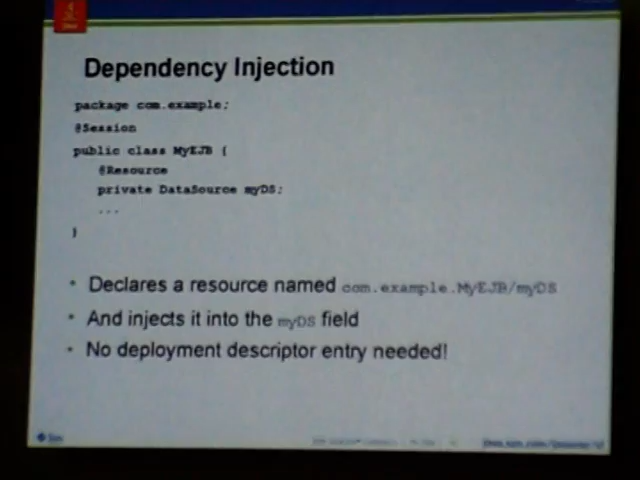 Dependency Injection
package com.example;
@Session
public class MyEJB {
@Resource
private DataSource myDS;
...
}
• Declares a resource named com.example.MyEJB/myDS
• And injects it into the myDS field
• No deployment descriptor entry needed!